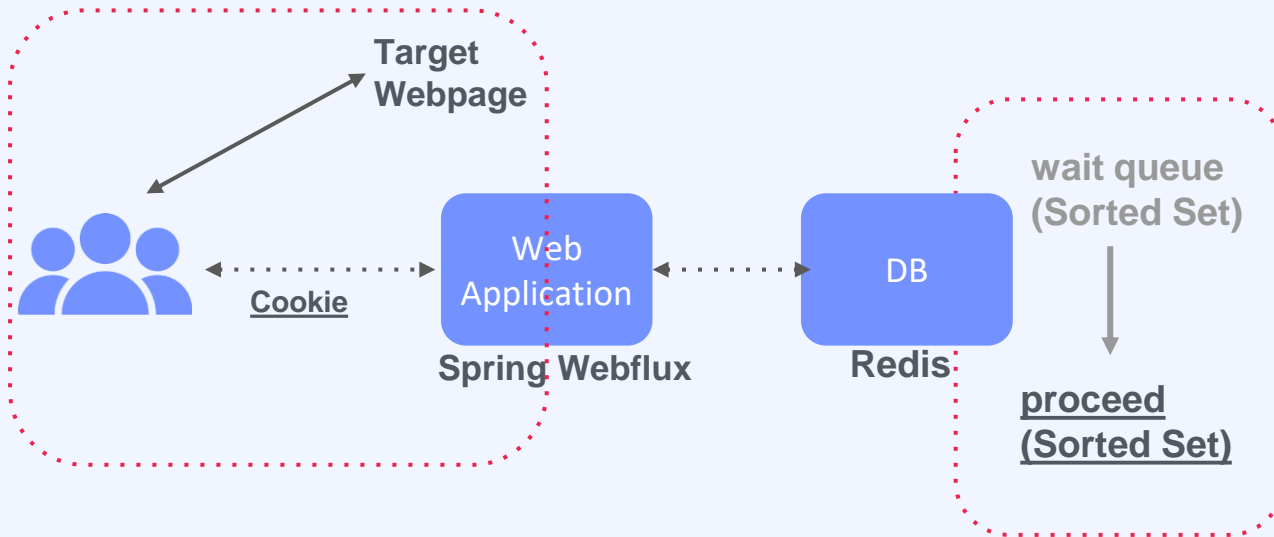 Target
Webpage
wait queue
(Sorted Set)
Web
Application
DB
Cookie
Spring Webflux
Redis
proceed
(Sorted Set)